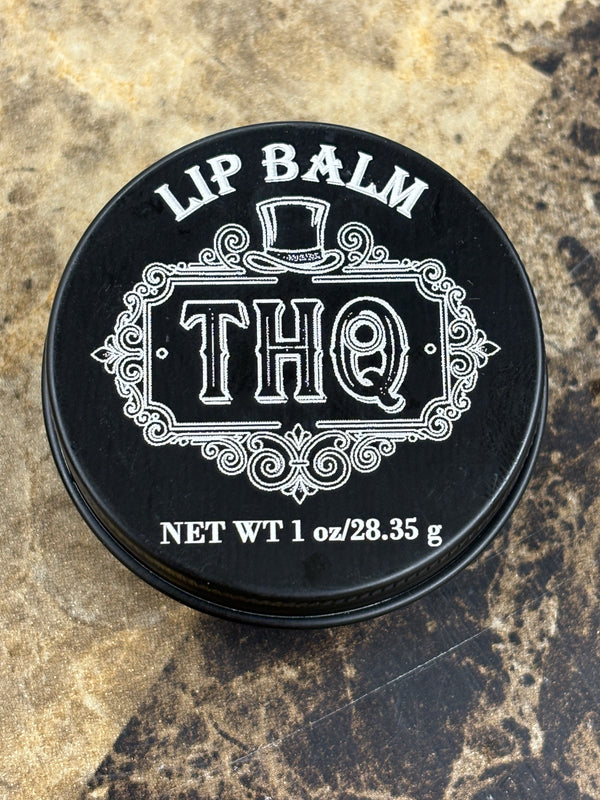 LIP BALM
THQ
NET WT 1 oz/28.35 g